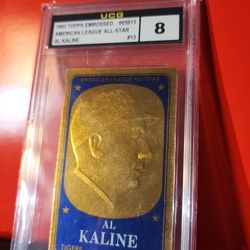 UCG
1965 TOPPS EMBOSSED 005913
AMERICAN LEAGUE ALL-STAR
AL KALINE #13
8
AMERICAN LEAGUE ALL-STAR
AL
KALINE
TIGERS